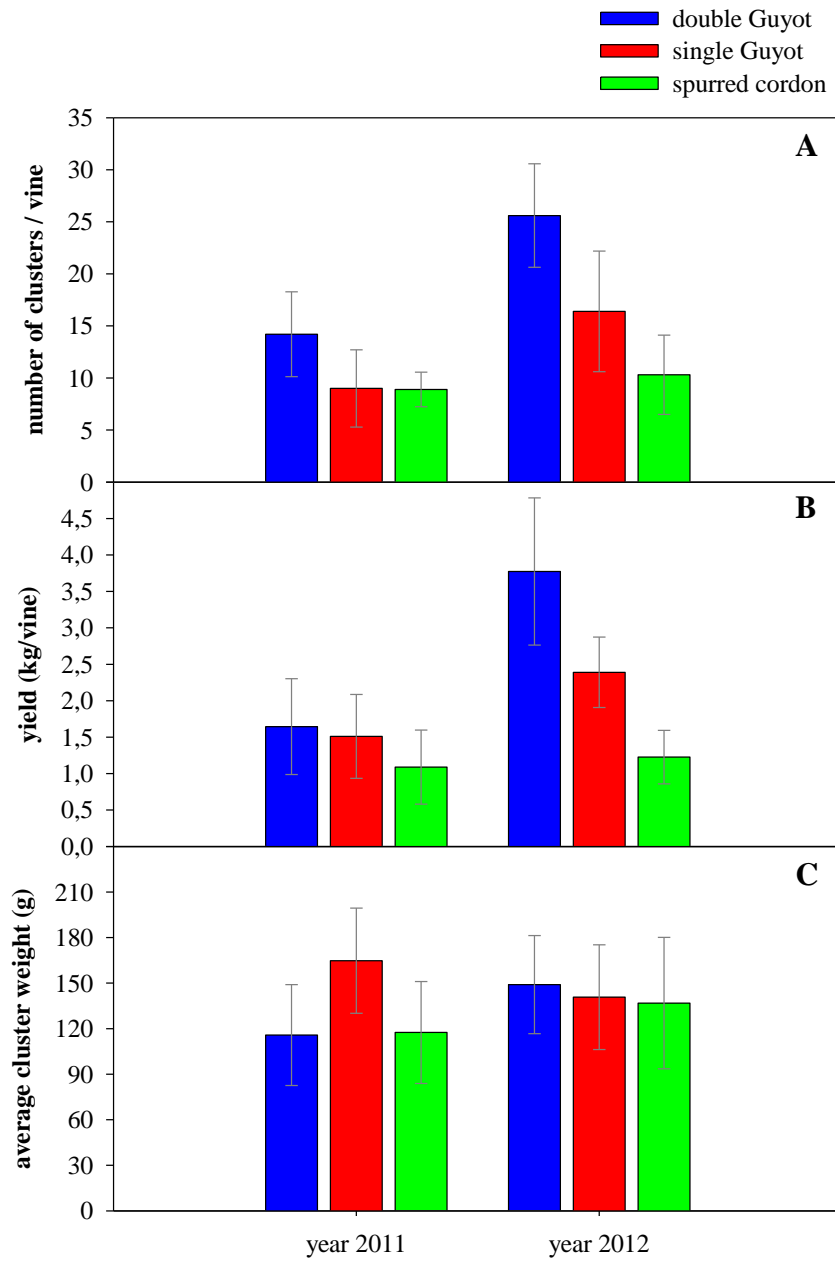 double Guyot
single Guyot
spurred cordon
A
number of clusters / vine
35
30
25
20
15
10
5
0
B
yield (kg/vine)
4,5
4,0
3,5
3,0
2,5
2,0
1,5
1,0
0,5
0,0
C
average cluster weight (g)
210
180
150
120
90
60
30
0
year 2011
year 2012